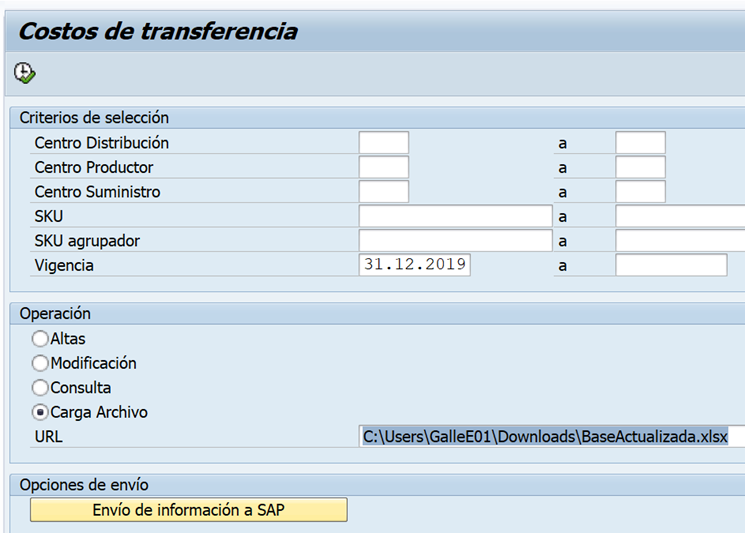 Costos de transferencia
Criterios de selección
Centro Distribución a
Centro Productor a
Centro Suministro a
SKU a
SKU agrupador a
Vigencia 31.12.2019 a
Operación
Altas
Modificación
Consulta
Carga Archivo
URL C:\Users\GalleE01\Downloads\BaseActualizada.xlsx
Opciones de envío
Envío de información a SAP